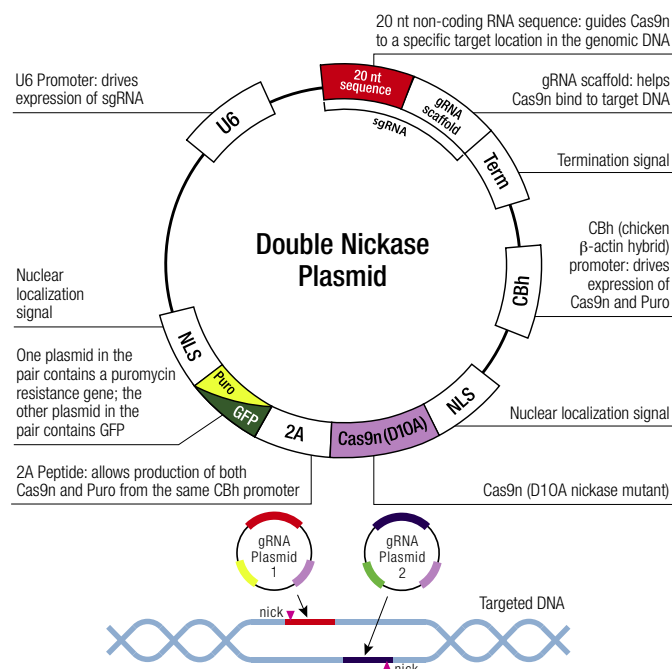 20 nt non-coding RNA sequence: guides Cas9n
to a specific target location in the genomic DNA
U6 Promoter: drives
expression of sgRNA
gRNA scaffold: helps
Cas9n bind to target DNA
20 nt
sequence
gRNA
scaffold
sgRNA
U6
Term
Termination signal
Double Nickase
Plasmid
CBh (chicken
β-actin hybrid)
promoter: drives
expression of
Cas9n and Puro
CBh
Nuclear
localization
signal
NLS
One plasmid in the
pair contains a puromycin
resistance gene; the
other plasmid in the
pair contains GFP
Puro
GFP
2A
Cas9n (D10A)
NLS
Nuclear localization signal
2A Peptide: allows production of both
Cas9n and Puro from the same CBh promoter
Cas9n (D10A nickase mutant)
gRNA
Plasmid
1
gRNA
Plasmid
2
Targeted DNA
nick
nick